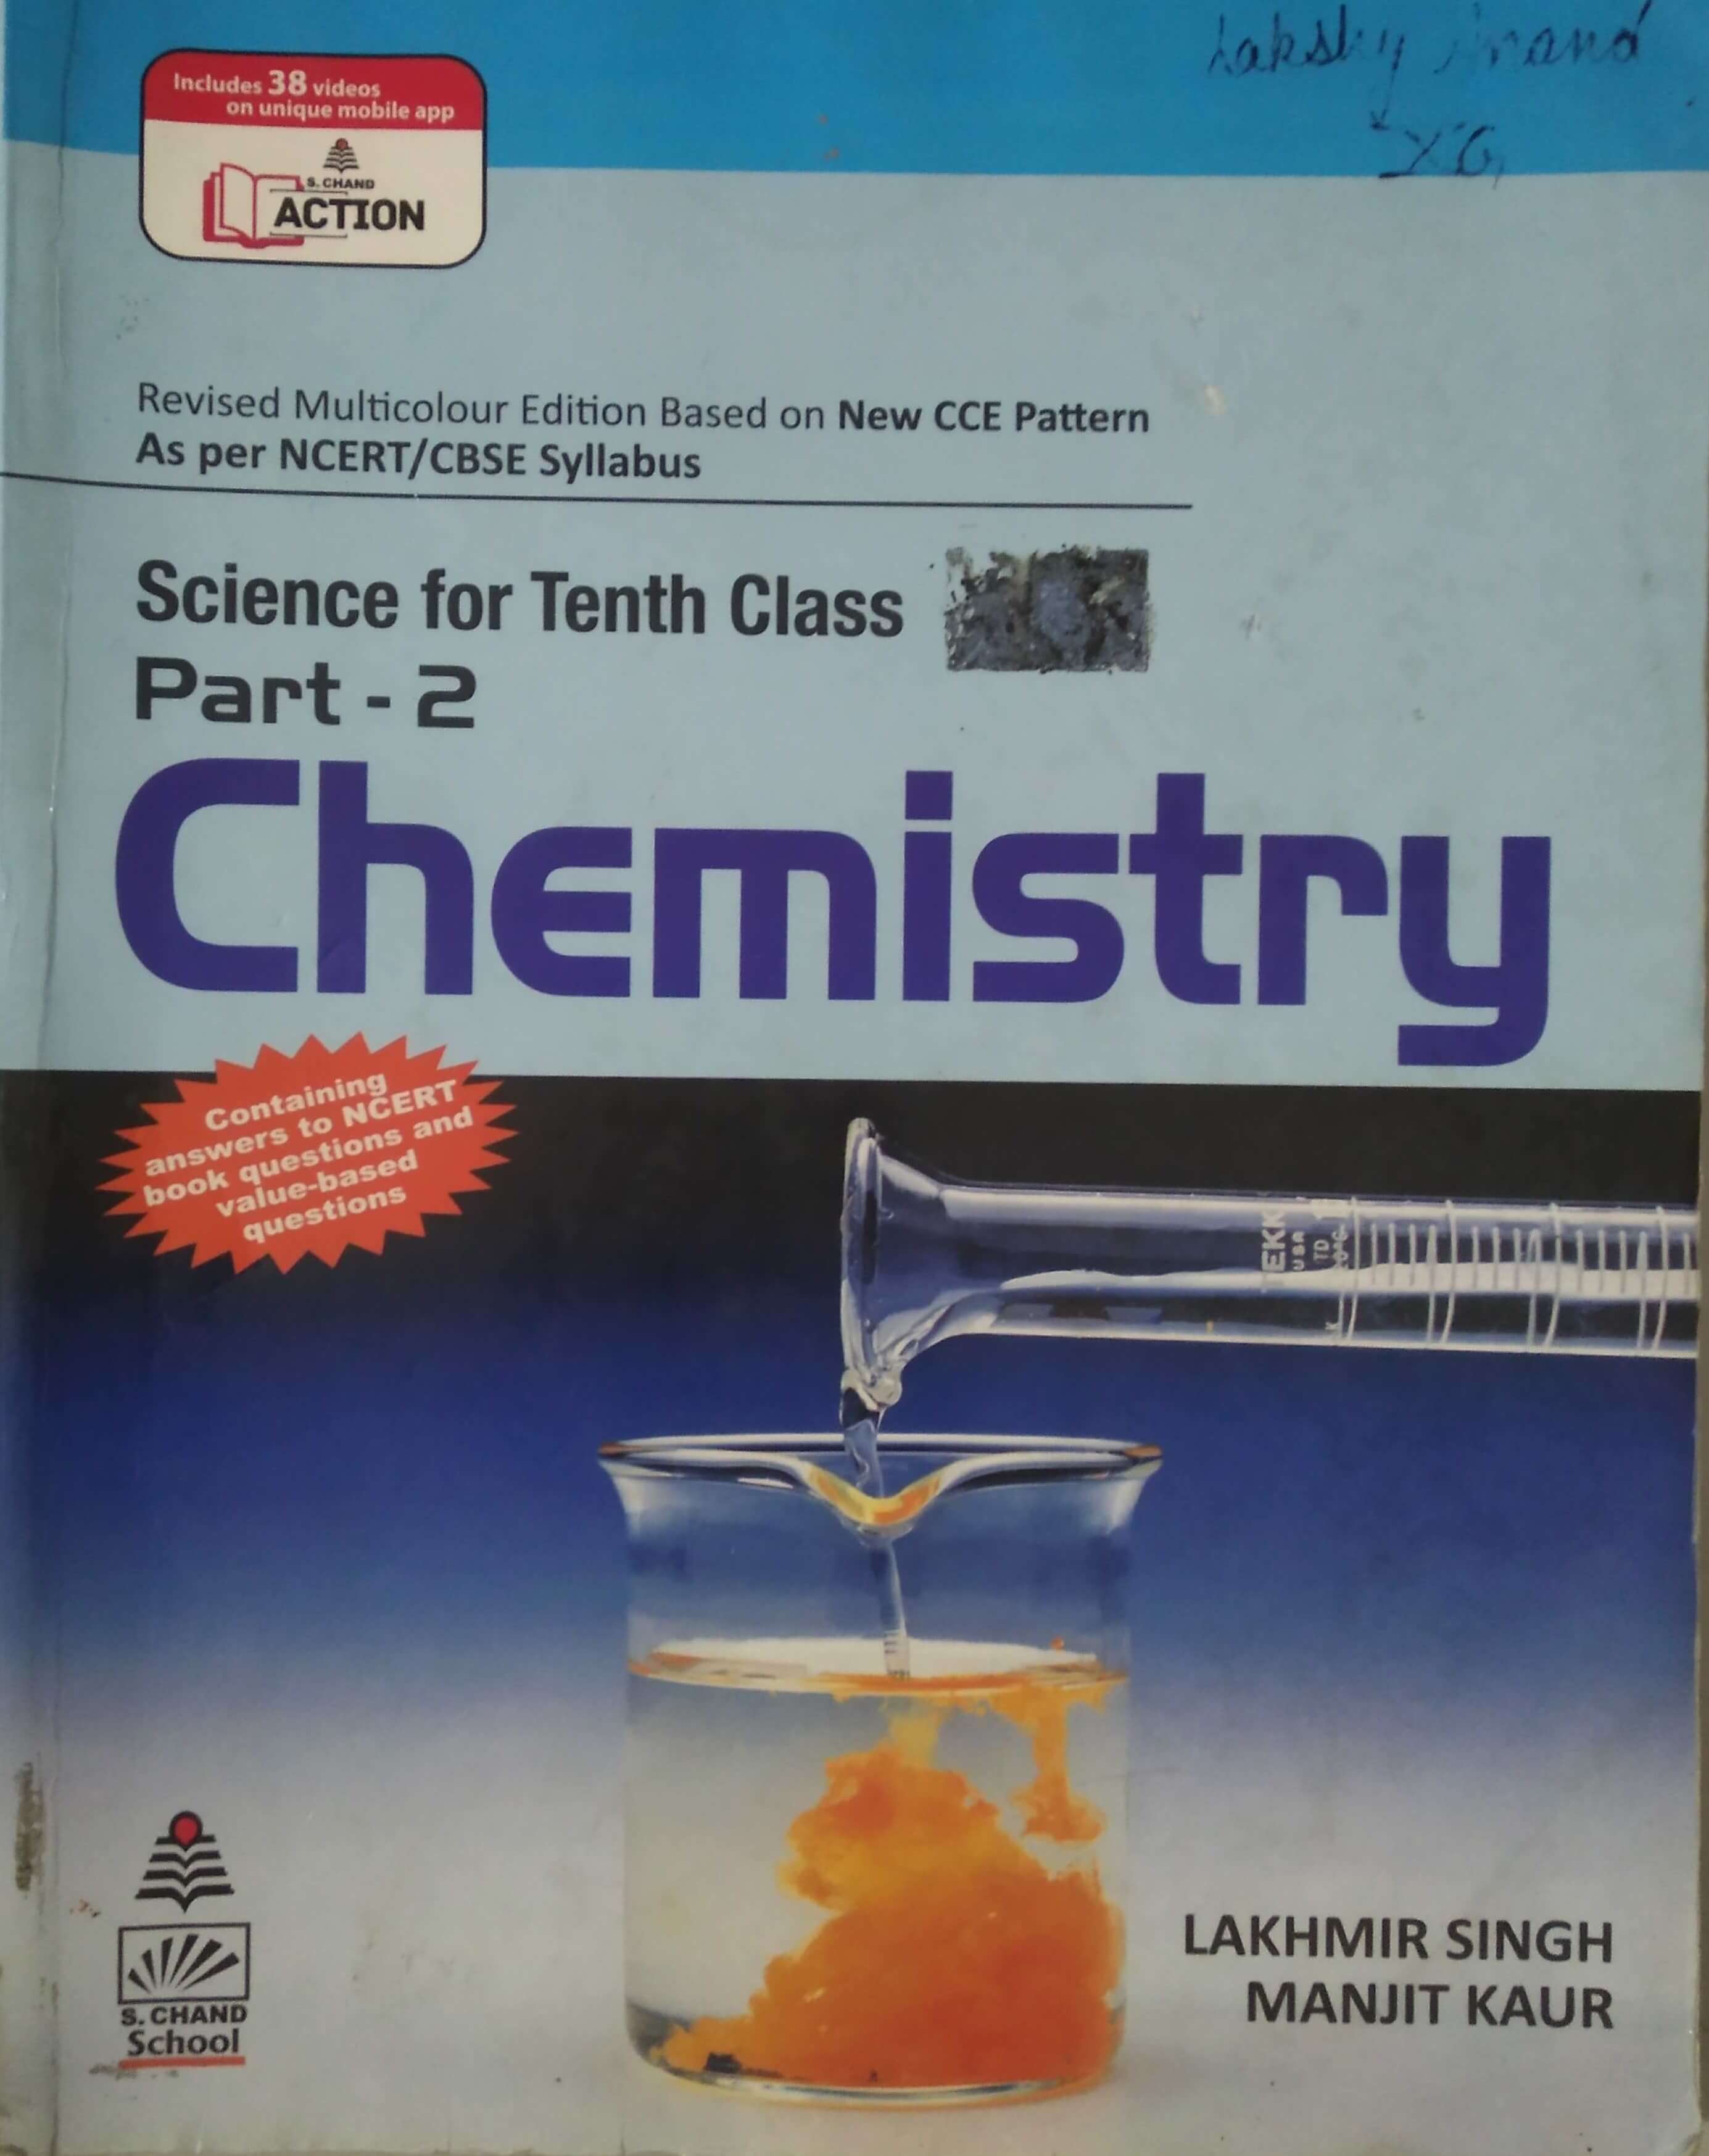 Includes 38 videos
on unique mobile app
S. CHAND
ACTION
Revised Multicolour Edition Based on New CCE Pattern
As per NCERT/CBSE Syllabus
Science for Tenth Class
Part - 2
Chemistry
Containing
answers to NCERT
book questions and
value-based
questions
USA
TD
LAKHMIR SINGH
MANJIT KAUR
S. CHAND
School